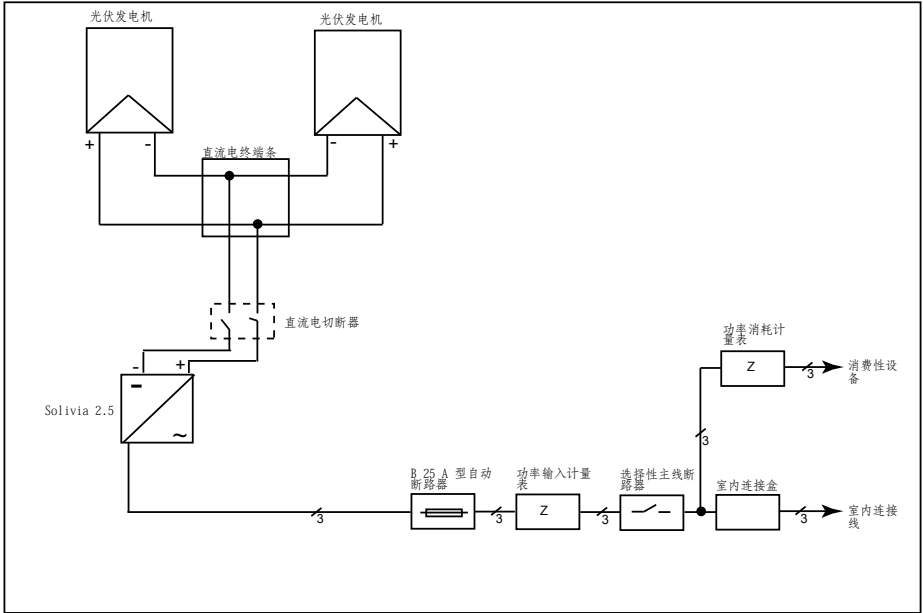 光伏发电机
光伏发电机
+
-
-
+
直流电终端条
直流电切断器
-
+
Solivia 2.5
~
功率消耗计
量表
Z
3
消费性设
备
3
B 25 A 型自动
断路器
功率输入计量
表
选择性主线断
路器
室内连接盒
3
3
Z
3
3
室内连接
线